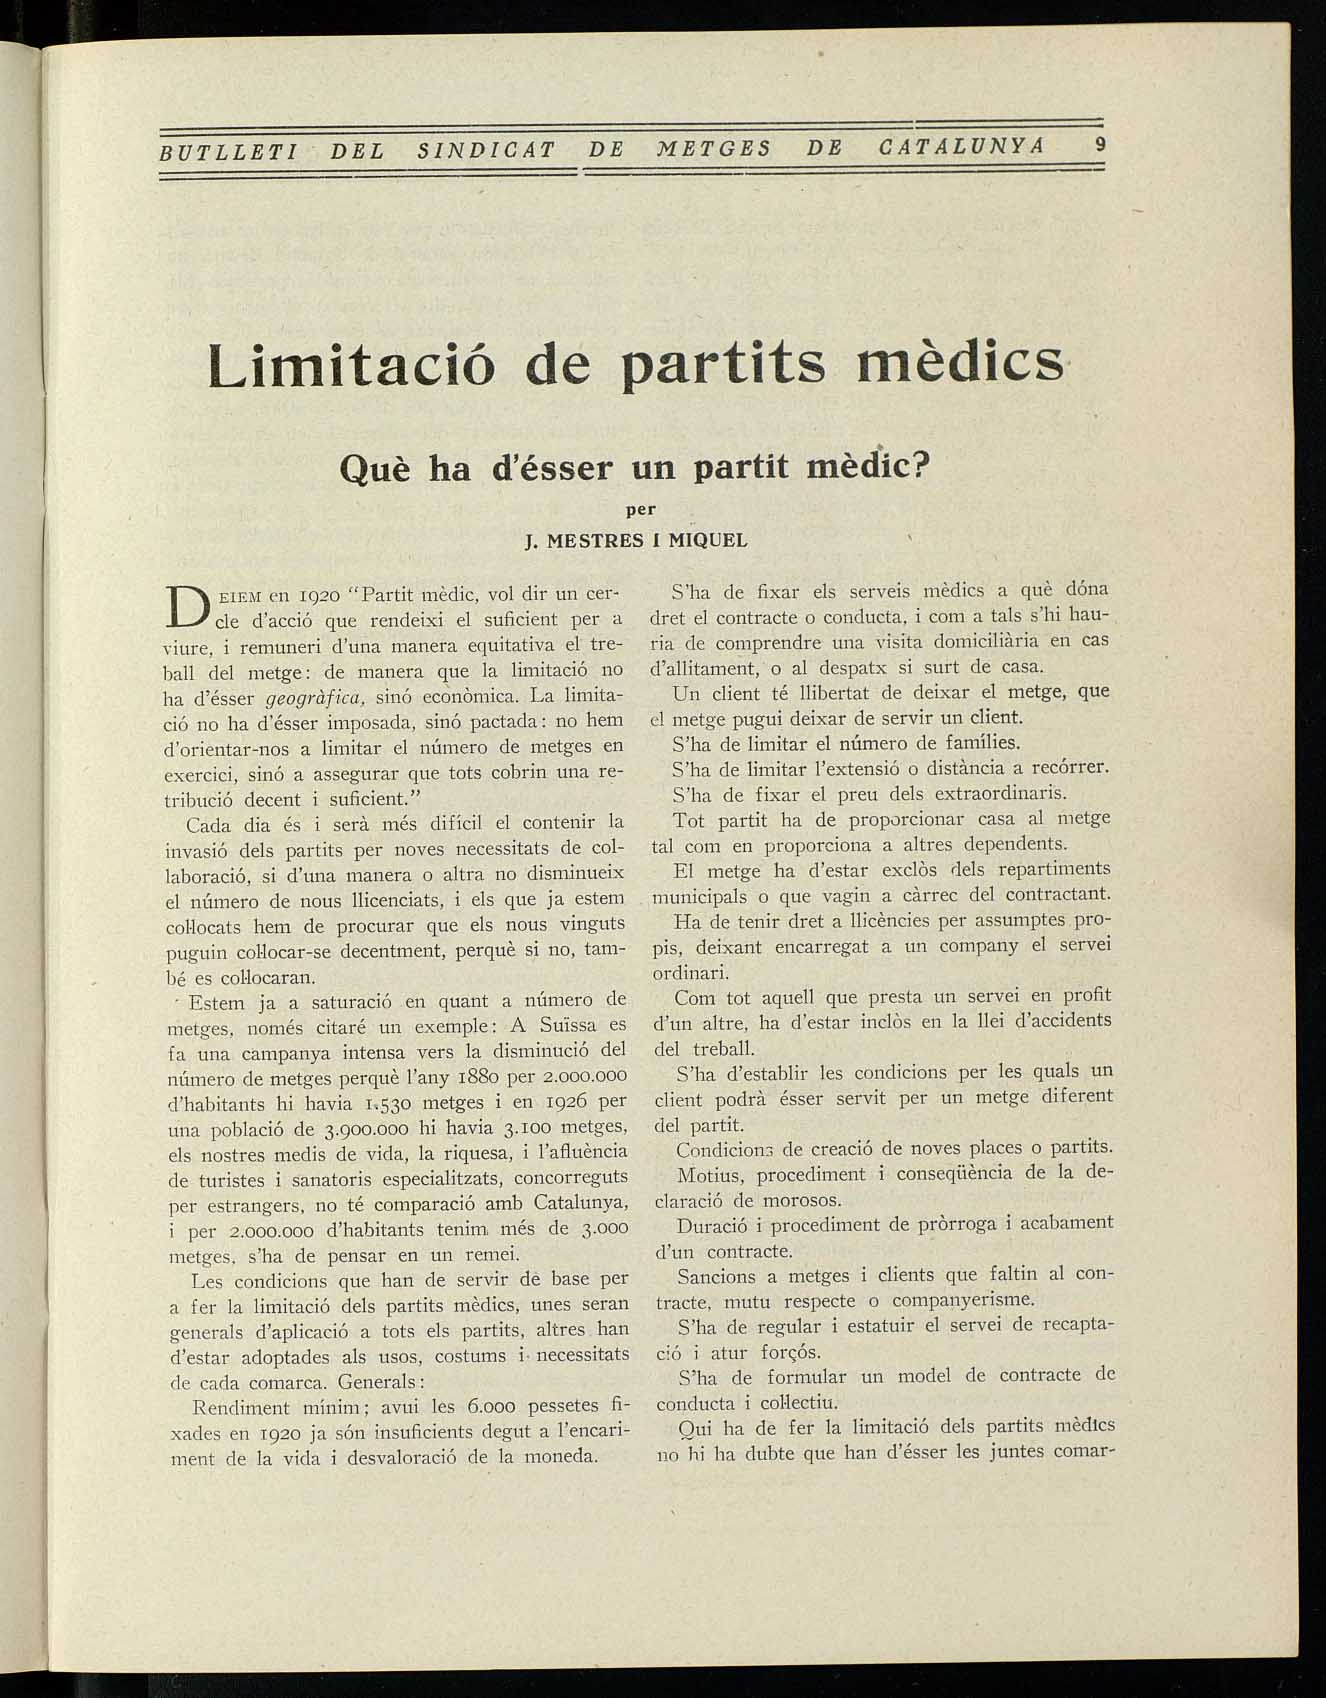 BUTLLETI DEL SINDICAT DE METGES DE CATALUNYA 9
Limitació de partits mèdics
Què ha d'ésser un partit mèdic?
per
J. MESTRES I MIQUEL
DEIEM en 1920 "Partit mèdic, vol dir un cer-
cle d'acció que rendeixi el suficient per a
viure, i remuneri d'una manera equitativa el tre-
ball del metge: de manera que la limitació no
ha d'ésser geogràfica, sinó econòmica. La limita-
ció no ha d'ésser imposada, sinó pactada: no hem
d'orientar-nos a limitar el número de metges en
exercici, sinó a assegurar que tots cobrin una re-
tribució decent i suficient."
Cada dia és i serà més difícil el contenir la
invasió dels partits per noves necessitats de col-
laboració, si d'una manera o altra no disminueix
el número de nous llicenciats, i els que ja estem
col·locats hem de procurar que els nous vinguts
puguin col·locar-se decentment, perquè si no, tam-
bé es col·locaran.
Estem ja a saturació en quant a número de
metges, només citaré un exemple: A Suïssa es
fa una campanya intensa vers la disminució del
número de metges perquè l'any 1880 per 2.000.000
d'habitants hi havia 1.530 metges i en 1926 per
una població de 3.900.000 hi havia 3.100 metges,
els nostres medis de vida, la riquesa, i l'afluència
de turistes i sanatoris especialitzats, concorreguts
per estrangers, no té comparació amb Catalunya,
i per 2.000.000 d'habitants tenim més de 3.000
metges, s'ha de pensar en un remei.
Les condicions que han de servir de base per
a fer la limitació dels partits mèdics, unes seran
generals d'aplicació a tots els partits, altres han
d'estar adoptades als usos, costums i necessitats
de cada comarca. Generals:
Rendiment mínim; avui les 6.000 pessetes fi-
xades en 1920 ja són insuficients degut a l'encari-
ment de la vida i desvaloració de la moneda.
S'ha de fixar els serveis mèdics a què dóna
dret el contracte o conducta, i com a tals s'hi hau-
ria de comprendre una visita domiciliària en cas
d'allitament, o al despatx si surt de casa.
Un client té llibertat de deixar el metge, que
el metge pugui deixar de servir un client.
S'ha de limitar el número de famílies.
S'ha de limitar l'extensió o distància a recórrer.
S'ha de fixar el preu dels extraordinaris.
Tot partit ha de proporcionar casa al metge
tal com en proporciona a altres dependents.
El metge ha d'estar exclòs dels repartiments
municipals o que vagin a càrrec del contractant.
Ha de tenir dret a llicències per assumptes pro-
pis, deixant encarregat a un company el servei
ordinari.
Com tot aquell que presta un servei en profit
d'un altre, ha d'estar inclòs en la llei d'accidents
del treball.
S'ha d'establir les condicions per les quals un
client podrà ésser servit per un metge diferent
del partit.
Condicions de creació de noves places o partits.
Motius, procediment i conseqüència de la de-
claració de morosos.
Duració i procediment de pròrroga i acabament
d'un contracte.
Sancions a metges i clients que faltin al con-
tracte, mutu respecte o companyerisme.
S'ha de regular i estatuir el servei de recapta-
ció i atur forçós.
S'ha de formular un model de contracte de
conducta i col·lectiu.
Qui ha de fer la limitació dels partits mèdics
no hi ha dubte que han d'ésser les juntes comar-